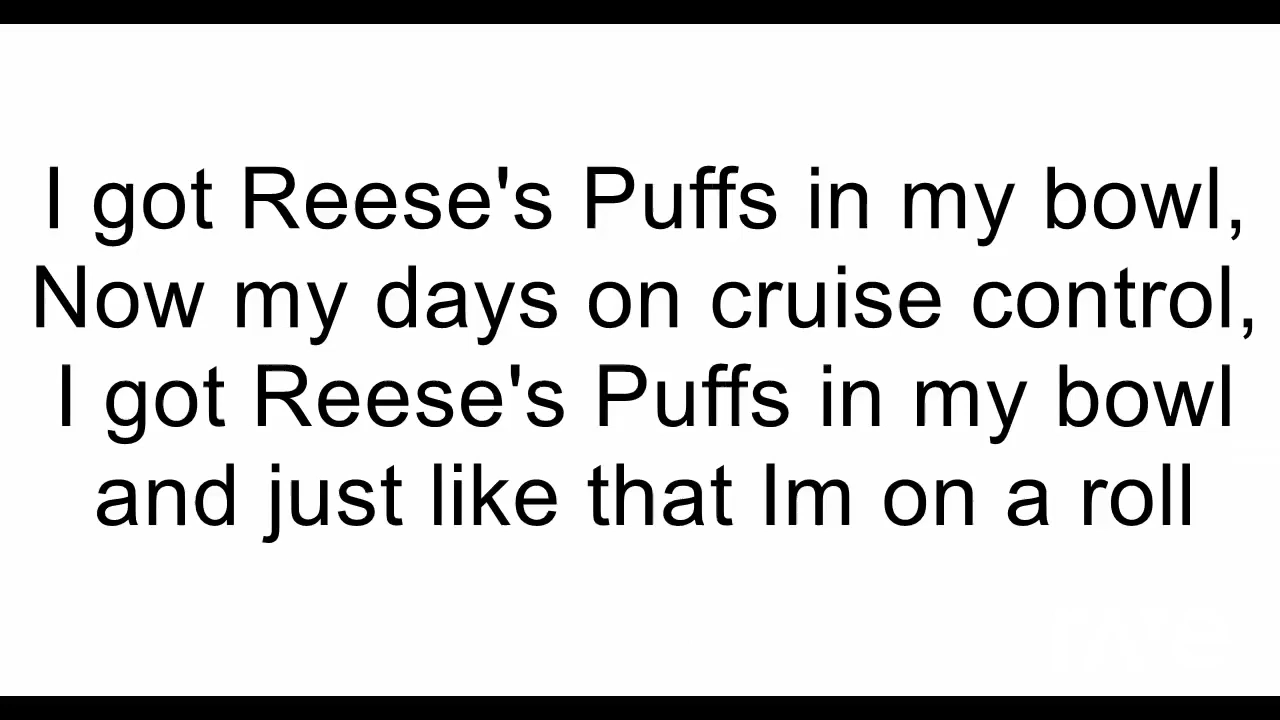 I got Reese's Puffs in my bowl,
Now my days on cruise control,
I got Reese's Puffs in my bowl
and just like that Im on a roll